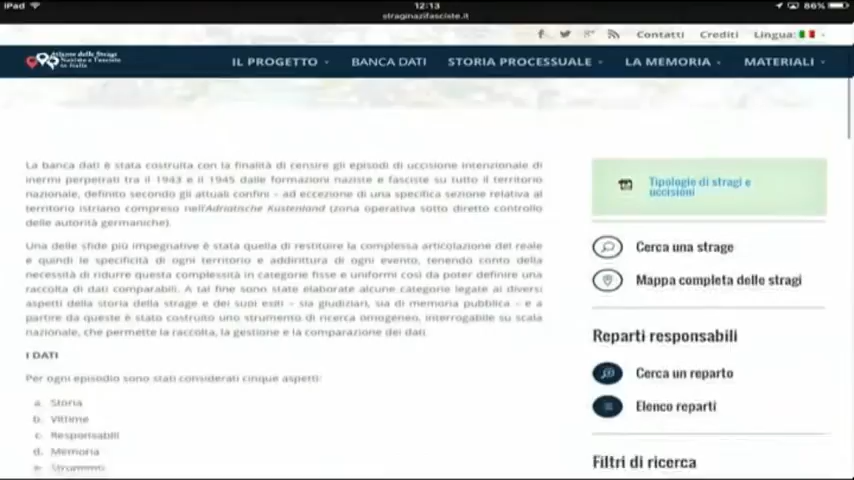 iPad
12:13
86%
straginazifasciste.it
Contatti Crediti Lingua:
Atlante delle Stragi
Naziste e Fasciste
in Italia
IL PROGETTO
BANCA DATI
STORIA PROCESSUALE
LA MEMORIA
MATERIALI
La banca dati è stata costruita con la finalità di censire gli episodi di uccisione intenzionale di
inermi perpetrati tra il 1943 e il 1945 dalle formazioni naziste e fasciste su tutto il territorio
nazionale, definito secondo gli attuali confini – ad eccezione di una specifica sezione relativa al
territorio istriano compreso nell'Adriatische Kustenland (zona operativa sotto diretto controllo
delle autorità germaniche).
Una delle sfide più impegnative è stata quella di restituire la complessa articolazione del reale
e quindi le specificità di ogni territorio e addirittura di ogni evento, tenendo conto della
necessità di ridurre questa complessità in categorie fisse e uniformi così da poter definire una
raccolta di dati comparabili. A tal fine sono state elaborate alcune categorie legate ai diversi
aspetti della storia della strage e dei suoi esiti – sia giudiziari, sia di memoria pubblica – e a
partire da queste è stato costruito uno strumento di ricerca omogeneo, interrogabile su scala
nazionale, che permette la raccolta, la gestione e la comparazione dei dati.
I DATI
Per ogni episodio sono stati considerati cinque aspetti:
a. Storia
b. Vittime
c. Responsabili
d. Memoria
e. Strumenti
Tipologie di stragi e
uccisioni
Cerca una strage
Mappa completa delle stragi
Reparti responsabili
Cerca un reparto
Elenco reparti
Filtri di ricerca